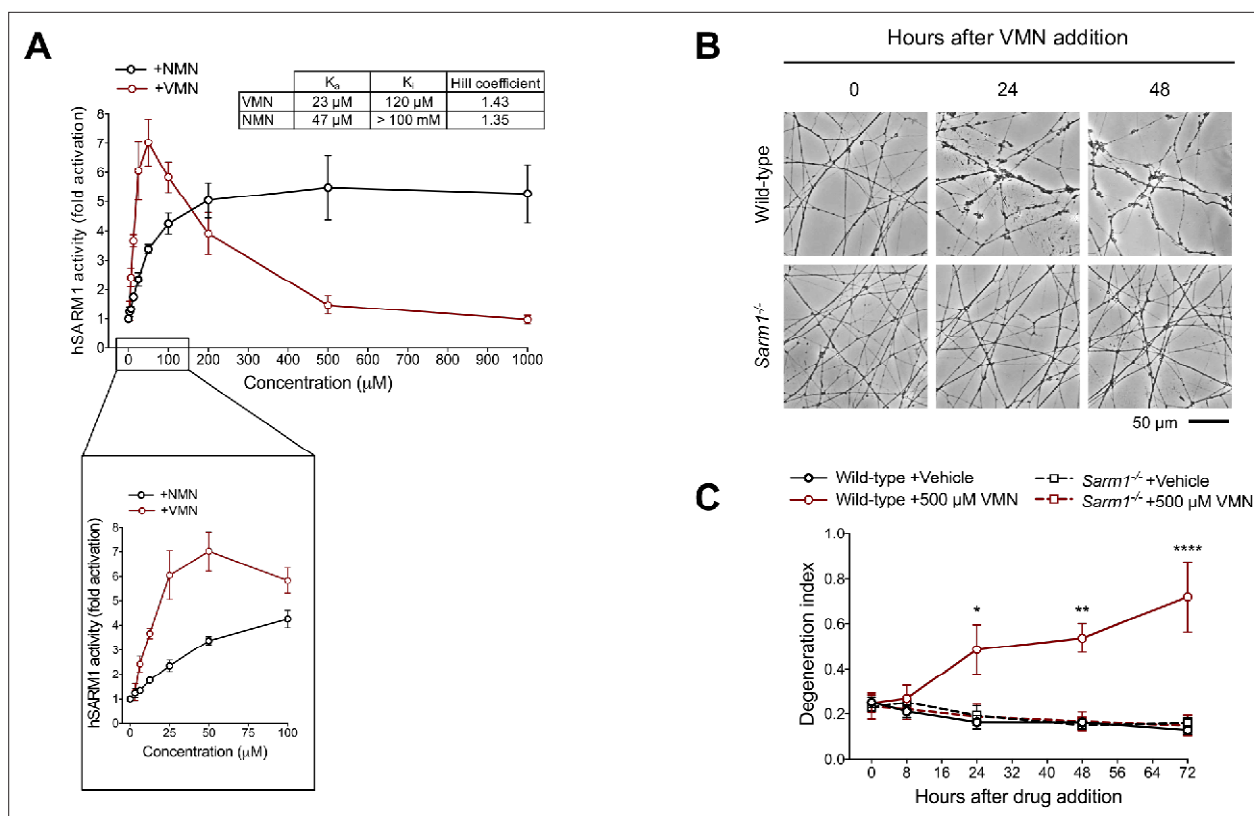 A
+NMN
+VMN
Ka Ki Hill coefficient
VMN 23 µM 120 µM 1.43
NMN 47 µM > 100 mM 1.35
hSARM1 activity (fold activation)
8
7
6
5
4
3
2
1
0
0 100 200 300 400 500 600 700 800 900 1000
Concentration (µM)
+NMN
+VMN
hSARM1 activity (fold activation)
8
7
6
5
4
3
2
1
0
0 25 50 75 100
Concentration (µM)
B
Hours after VMN addition
0 24 48
Wild-type
Sarm1-/-
50 µm
C
Wild-type +Vehicle
Wild-type +500 µM VMN
Sarm1-/- +Vehicle
Sarm1-/- +500 µM VMN
Degeneration index
1.0
0.8
0.6
0.4
0.2
0.0
* ** ****
0 8 16 24 32 40 48 56 64 72
Hours after drug addition